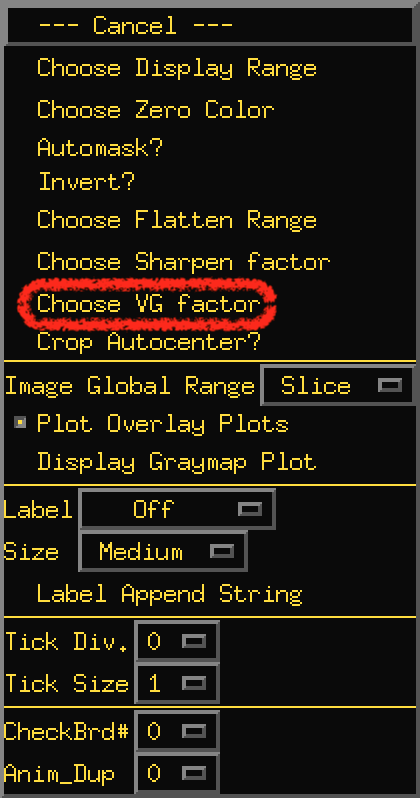 --- Cancel ---
Choose Display Range
Choose Zero Color
Automask?
Invert?
Choose Flatten Range
Choose Sharpen factor
Choose VG factor
Crop Autocenter?
Image Global Range Slice
Plot Overlay Plots
Display Graymap Plot
Label Off
Size Medium
Label Append String
Tick Div. 0
Tick Size 1
CheckBrd# 0
Anim_Dup 0